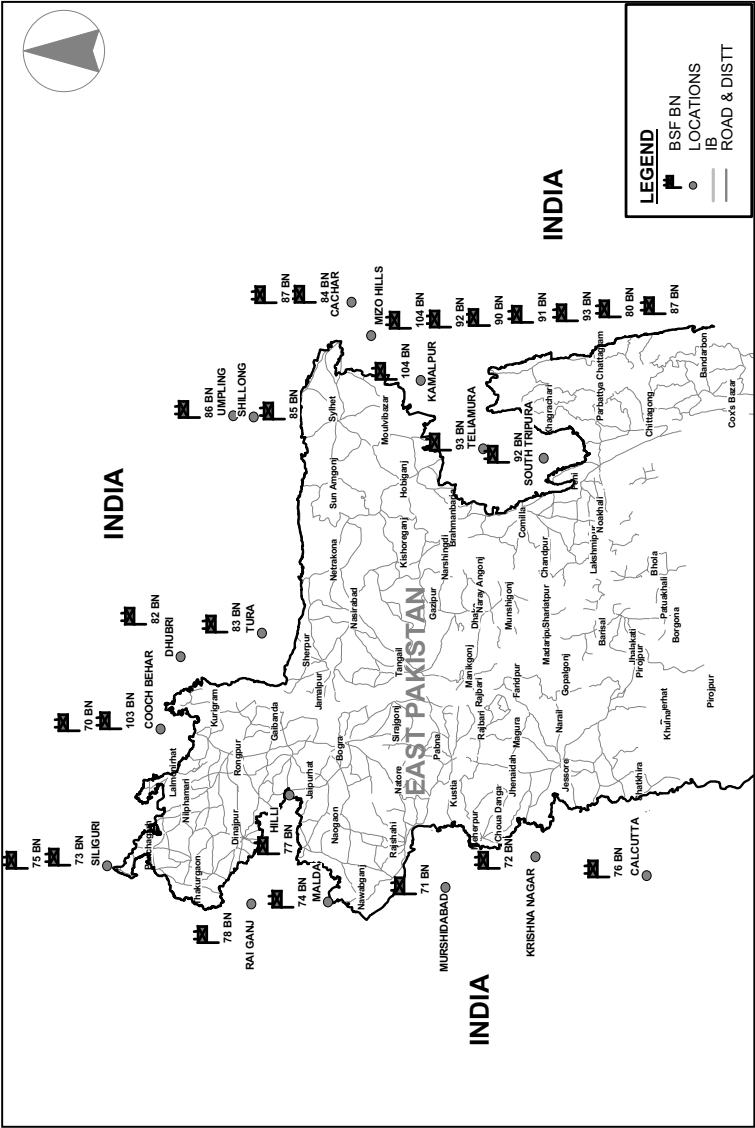 75 BN
73 BN
SILIGURI
70 BN
103 BN
COOCH BEHAR
82 BN
DHUBRI
83 BN
TURA
INDIA
86 BN
UMPLING
SHILLONG
85 BN
87 BN
84 BN
CACHAR
MIZO HILLS
104 BN
92 BN
90 BN
91 BN
93 BN
80 BN
87 BN
INDIA
104 BN
KAMALPUR
93 BN
TELIAMURA
92 BN
SOUTH TRIPURA
78 BN
RAI GANJ
HILLI
77 BN
74 BN
MALDA
71 BN
MURSHIDABAD
72 BN
KRISHNA NAGAR
76 BN
CALCUTTA
INDIA
EAST PAKISTAN
Thakurgaon
Nilphamari
Lalmonirhat
Kurigram
Dinajpur
Rongpur
Gaibanda
Jaipurhat
Naogaon
Bogra
Nawabganj
Rajshahi
Natore
Sirajgonj
Pabna
Kustia
Sherpur
Jamalpur
Nasirabad
Netrakona
Sun Amgonj
Sylhet
Moulvibazar
Hobiganj
Kishoreganj
Tangail
Gazipur
Narshingdi
Brahmanbaria
Manikgonj
Dhaka
Naray Angonj
Munshigonj
Comilla
Rajbari
Rajbari
Faridpur
Magura
Jhenaidah
Choua Danga
Jessore
Narail
Gopalgonj
Madaripu
Shariatpur
Chandpur
Lakshmipur
Noakhali
Feni
Khagrachari
Parbattya Chattagram
Chittagong
Bandarbon
Cox's Bazar
Barisal
Jhalakati
Pirojpur
Bhola
Patuakhali
Borgona
Khulna
Pirojpur
LEGEND
BSF BN
LOCATIONS
IB
ROAD & DISTT